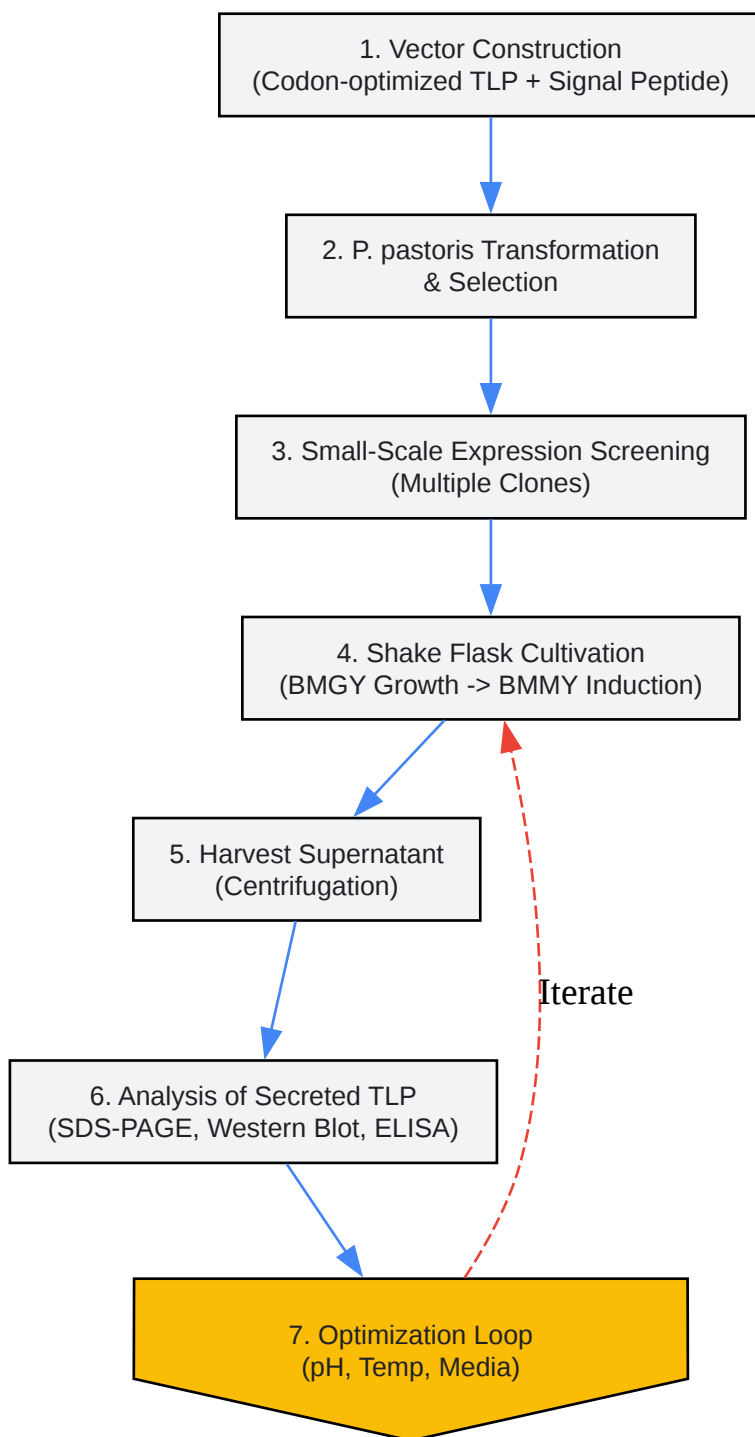 1. Vector Construction
(Codon-optimized TLP + Signal Peptide)
2. P. pastoris Transformation
& Selection
3. Small-Scale Expression Screening
(Multiple Clones)
4. Shake Flask Cultivation
(BMGY Growth -> BMMY Induction)
5. Harvest Supernatant
(Centrifugation)
Iterate
6. Analysis of Secreted TLP
(SDS-PAGE, Western Blot, ELISA)
7. Optimization Loop
(pH, Temp, Media)